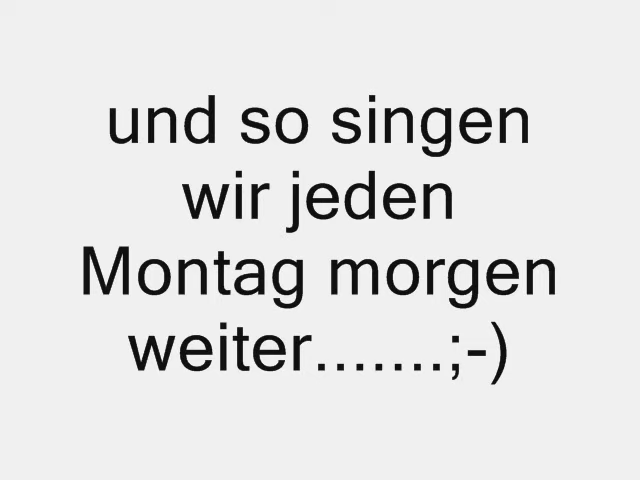 und so singen
wir jeden
Montag morgen
weiter.......;-)